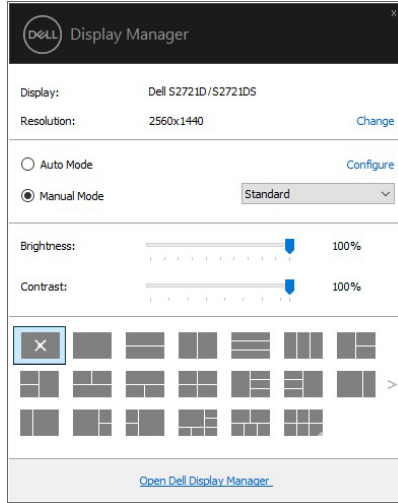 DELL Display Manager
Display: Dell S2721D/S2721DS
Resolution: 2560x1440 Change
Auto Mode Configure
Manual Mode Standard
Brightness: 100%
Contrast: 100%
Open Dell Display Manager